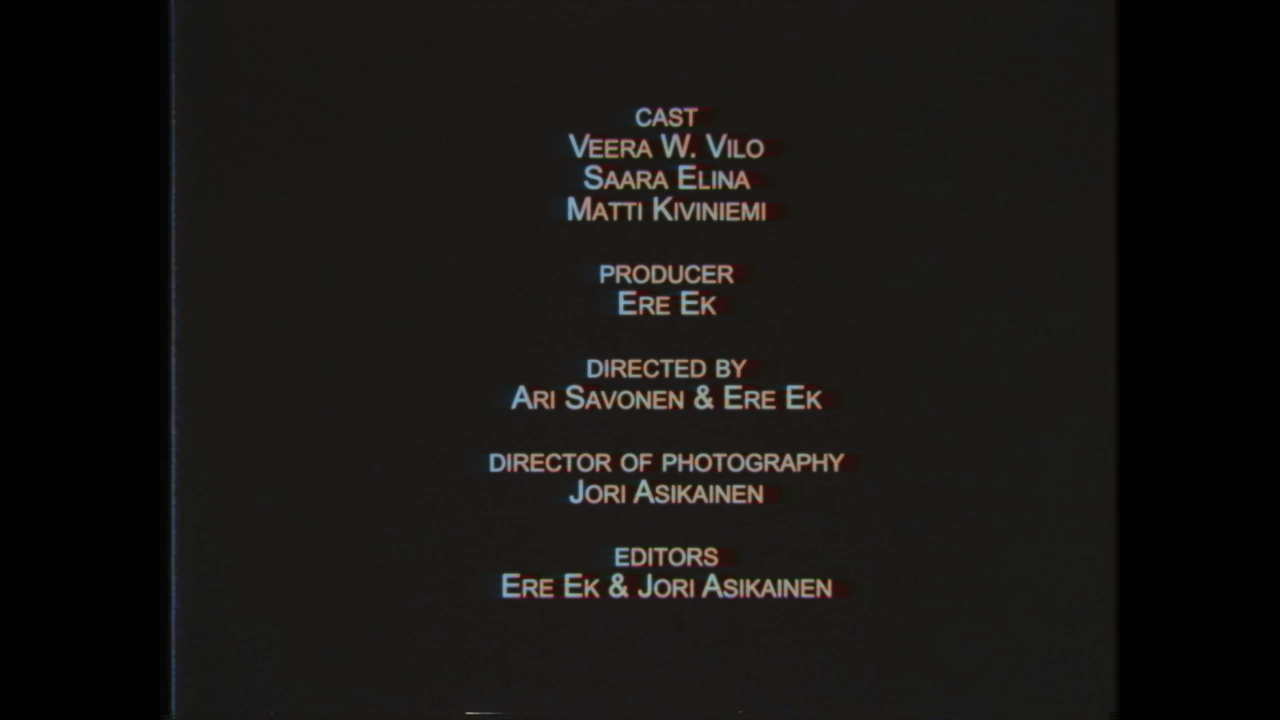 CAST
VEERA W. VILO
SAARA ELINA
MATTI KIVINIEMI
PRODUCER
ERE EK
DIRECTED BY
ARI SAVONEN & ERE EK
DIRECTOR OF PHOTOGRAPHY
JORI ASIKAINEN
EDITORS
ERE EK & JORI ASIKAINEN